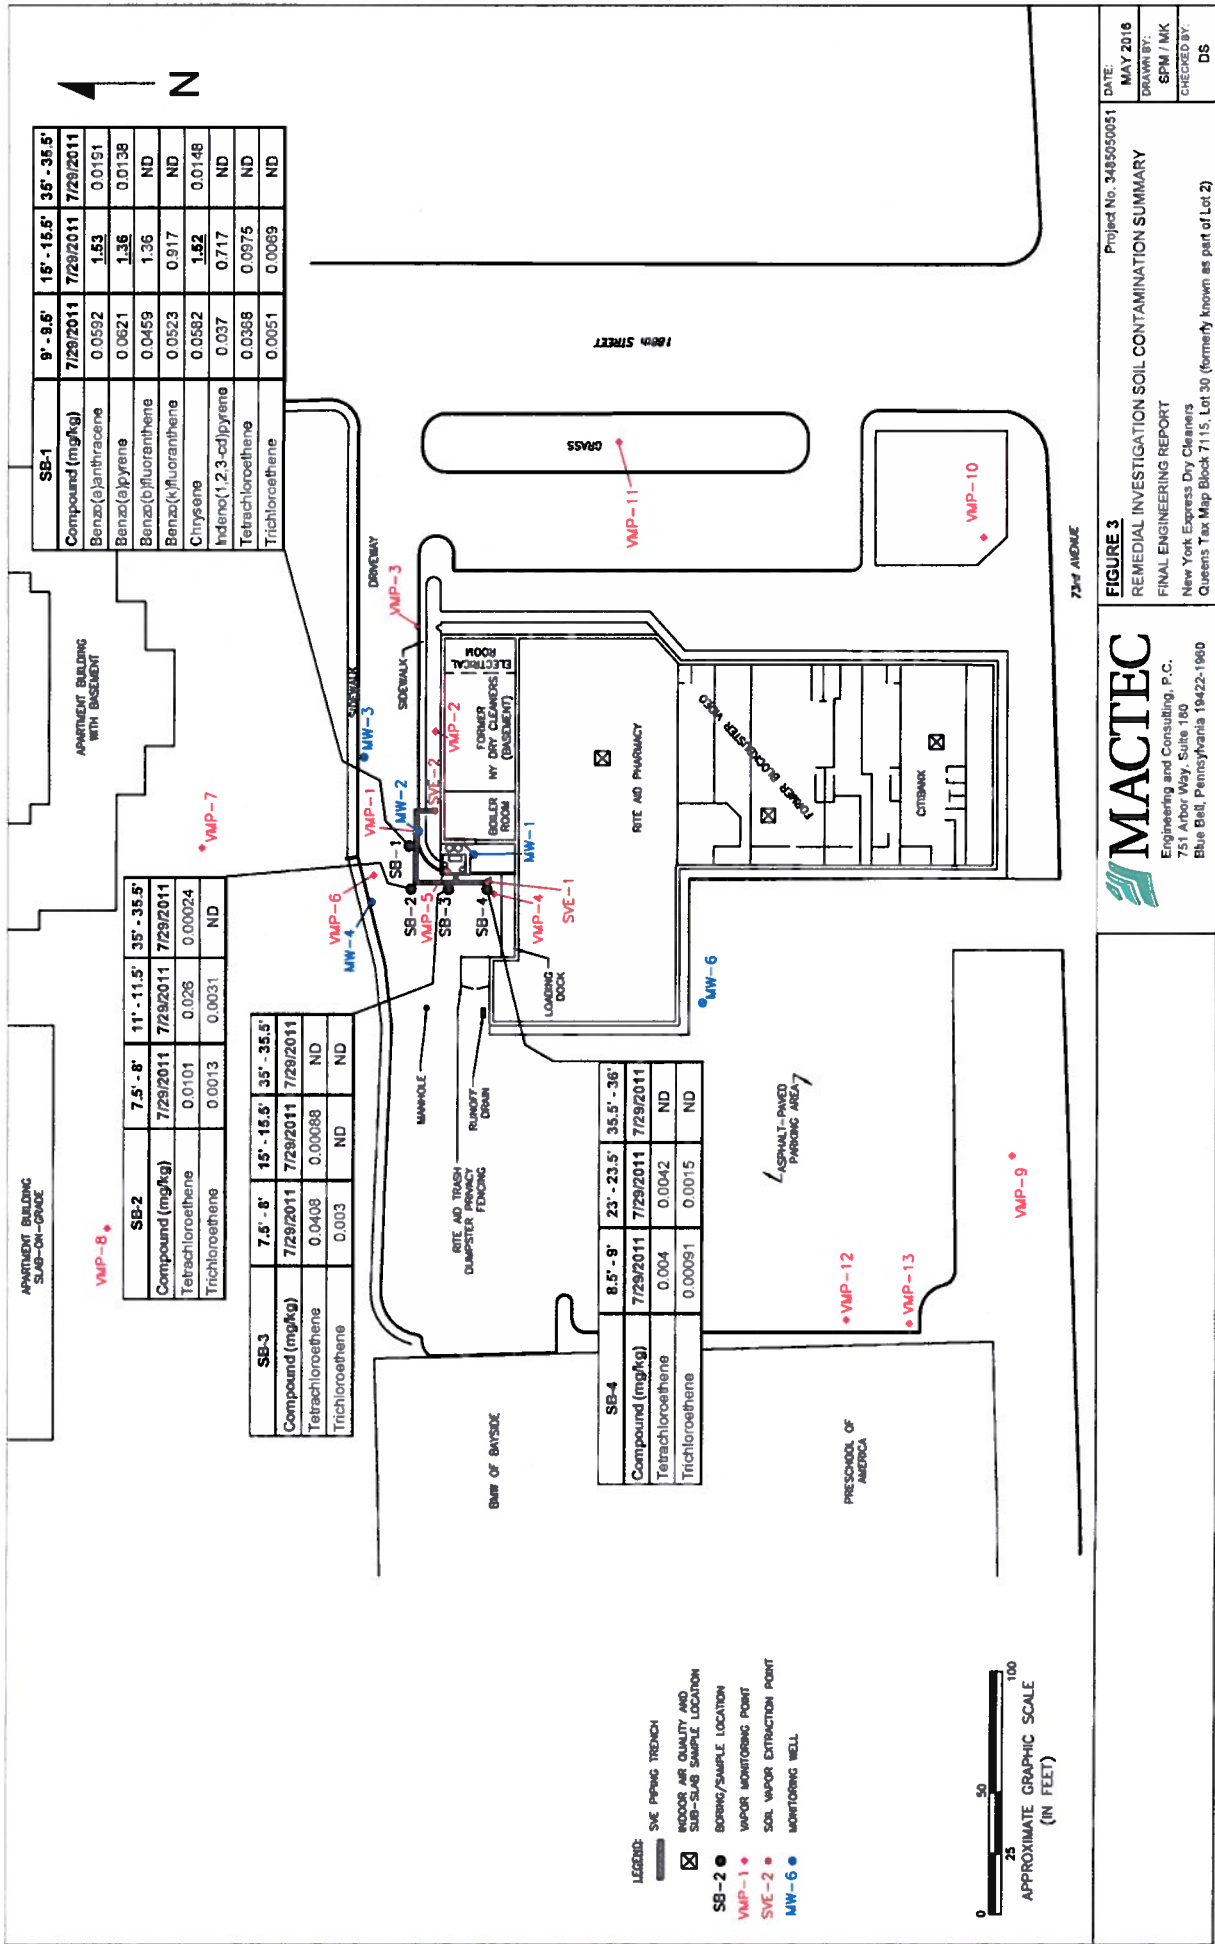 N
SB-1 9' - 9.5' 15' - 15.5' 35' - 35.5'
Compound (mg/kg) 7/29/2011 7/29/2011 7/29/2011
Benzo(a)anthracene 0.0592 1.53 0.0191
Benzo(a)pyrene 0.0621 1.36 0.0138
Benzo(b)fluoranthene 0.0459 1.36 ND
Benzo(k)fluoranthene 0.0523 0.917 ND
Chrysene 0.0582 1.52 0.0148
Indeno(1,2,3-cd)pyrene 0.037 0.717 ND
Tetrachloroethene 0.0368 0.0975 ND
Trichloroethene 0.0051 0.0069 ND
APARTMENT BUILDING
SLAB-ON-GRADE
APARTMENT BUILDING
WITH BASEMENT
VMP-8
VMP-7
SB-2 7.5' - 8' 11' - 11.5' 35' - 35.5'
Compound (mg/kg) 7/29/2011 7/29/2011 7/29/2011
Tetrachloroethene 0.0101 0.026 0.00024
Trichloroethene 0.0013 0.0031 ND
SB-3 7.5' - 8' 15' - 15.5' 35' - 35.5'
Compound (mg/kg) 7/29/2011 7/29/2011 7/29/2011
Tetrachloroethene 0.0408 0.00088 ND
Trichloroethene 0.003 ND ND
VMP-6
MW-4
SIDEWALK
MW-3
DRIVEWAY
VMP-3
SIDEWALK
VMP-1
MW-2
SB-1
SB-2
VMP-5
SB-3
SB-4
VMP-4
SVE-1
MW-1
SVE-2
VMP-2
BOILER
ROOM
FORMER
NY DRY CLEANERS
(BASEMENT)
ELECTRICAL
ROOM
MANHOLE
RITE AID TRASH
DUMPSTER PRIVACY
FENCING
RUNOFF
DRAIN
LOADING
DOCK
RITE AID PHARMACY
FORMER BLOCKBUSTER VIDEO
FORMER BLOCKBUSTER VIDEO
CITIBANK
GRASS
VMP-11
188th STREET
VMP-10
73rd AVENUE
MW-6
BMW OF BAYSIDE
SB-4 8.5' - 9' 23' - 23.5' 35.5' - 36'
Compound (mg/kg) 7/29/2011 7/29/2011 7/29/2011
Tetrachloroethene 0.004 0.0042 ND
Trichloroethene 0.00091 0.0015 ND
ASPHALT-PAVED
PARKING AREA
VMP-12
VMP-13
VMP-9
PRESCHOOL OF
AMERICA
LEGEND:
SVE PIPING TRENCH
INDOOR AIR QUALITY AND
SUB-SLAB SAMPLE LOCATION
SB-2 BORING/SAMPLE LOCATION
VMP-1 VAPOR MONITORING POINT
SVE-2 SOIL VAPOR EXTRACTION POINT
MW-6 MONITORING WELL
0 25 50 100
APPROXIMATE GRAPHIC SCALE
(IN FEET)
MACTEC
Engineering and Consulting, P.C.
751 Arbor Way, Suite 180
Blue Bell, Pennsylvania 19422-1960
FIGURE 3
Project No. 3485050051
REMEDIAL INVESTIGATION SOIL CONTAMINATION SUMMARY
FINAL ENGINEERING REPORT
New York Express Dry Cleaners
Queens Tax Map Block 7115, Lot 30 (formerly known as part of Lot 2)
DATE:
MAY 2016
DRAWN BY:
SPM / MK
CHECKED BY:
DS